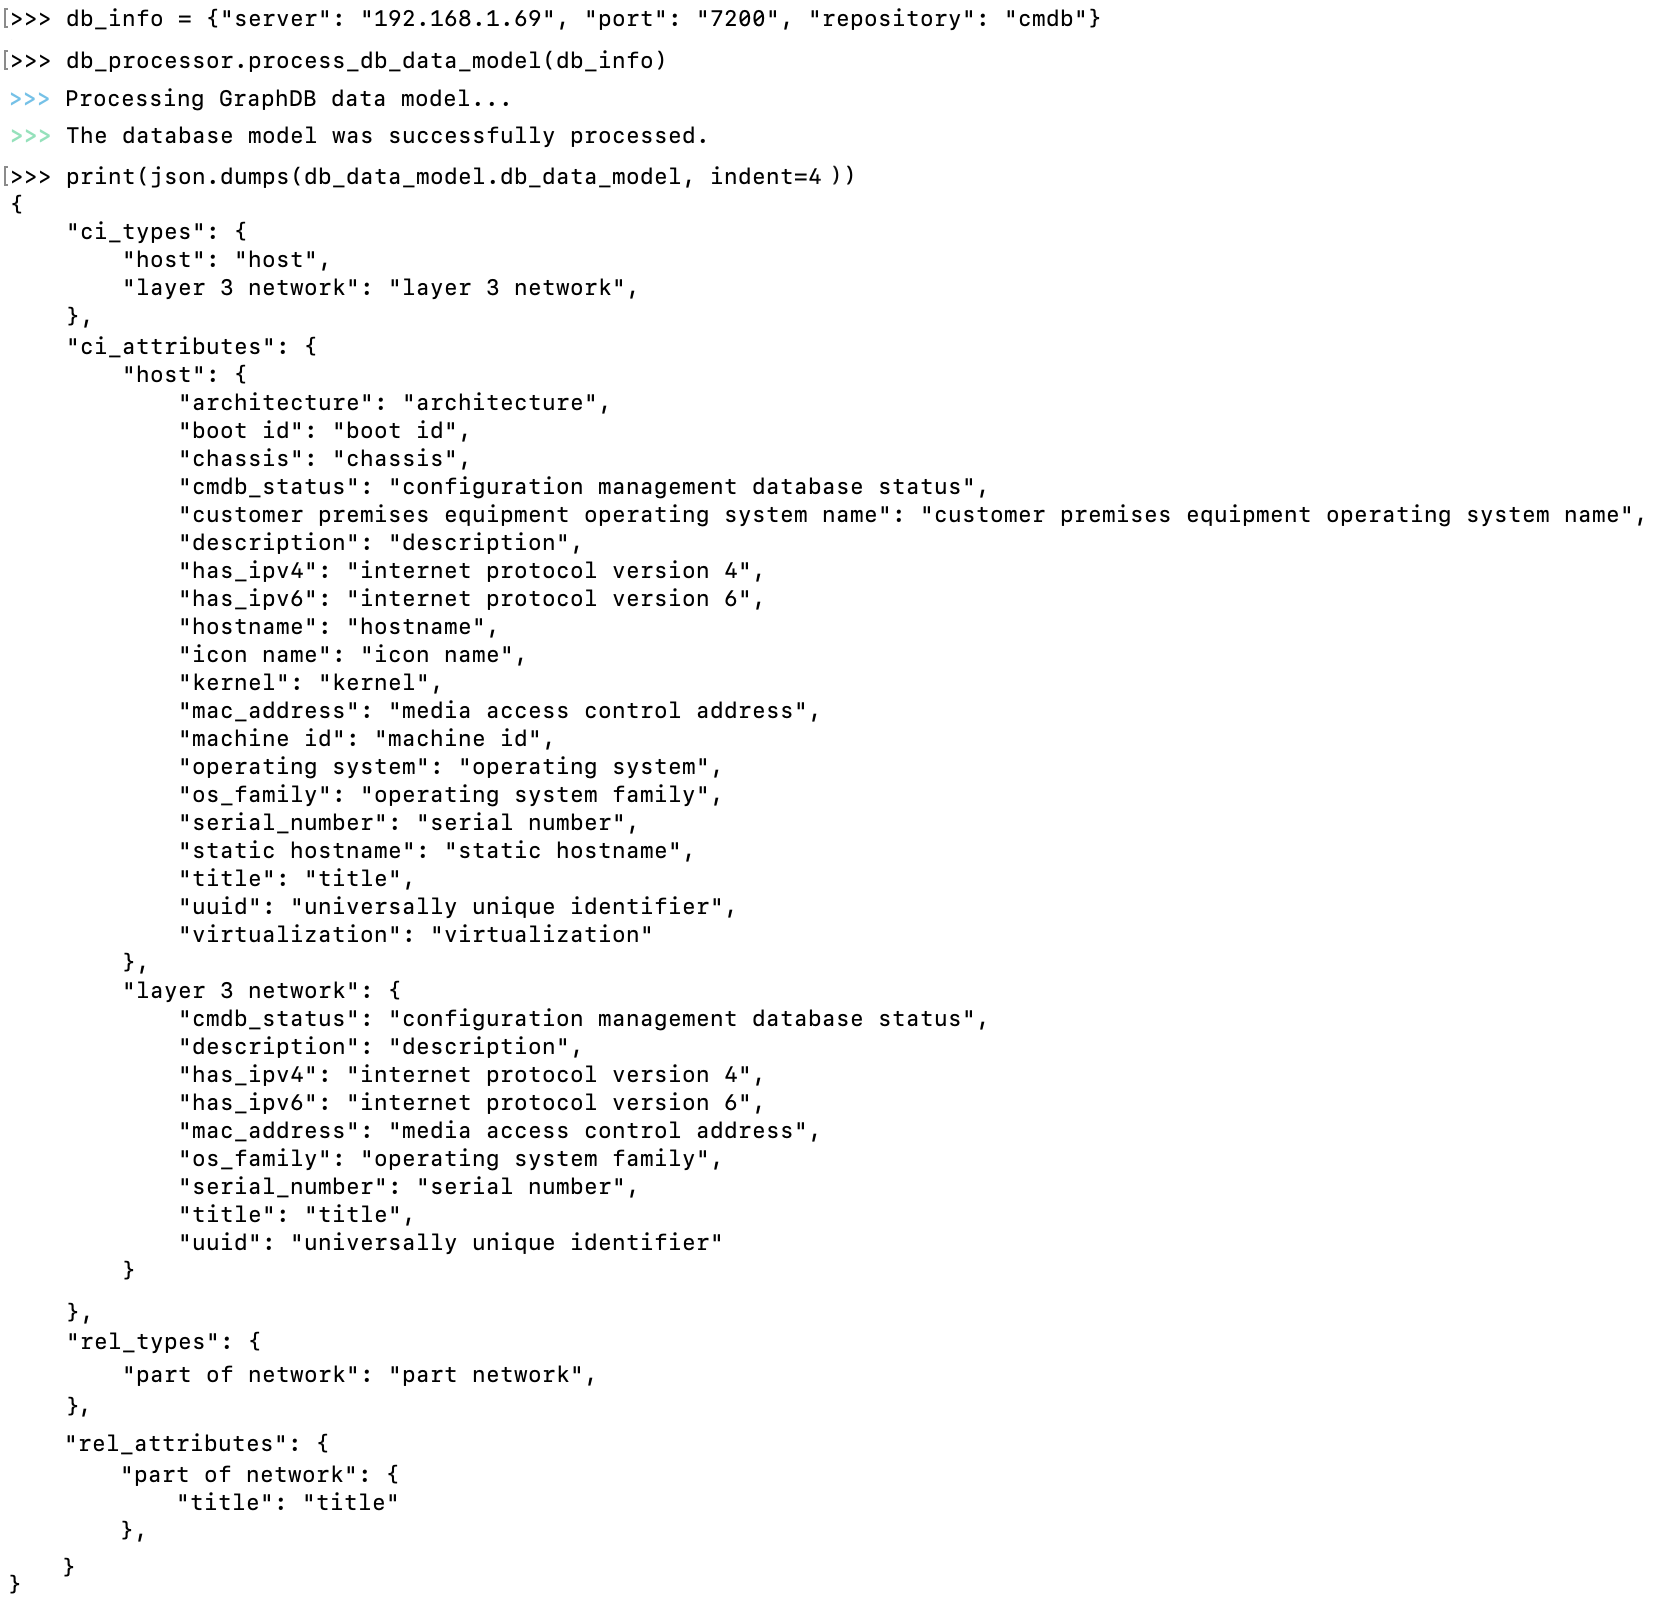 [>>> db_info = {"server": "192.168.1.69", "port": "7200", "repository": "cmdb"}
[>>> db_processor.process_db_data_model(db_info)
>>> Processing GraphDB data model...
>>> The database model was successfully processed.
[>>> print(json.dumps(db_data_model.db_data_model, indent=4 ))
{
    "ci_types": {
        "host": "host",
        "layer 3 network": "layer 3 network",
    },
    "ci_attributes": {
        "host": {
            "architecture": "architecture",
            "boot id": "boot id",
            "chassis": "chassis",
            "cmdb_status": "configuration management database status",
            "customer premises equipment operating system name": "customer premises equipment operating system name",
            "description": "description",
            "has_ipv4": "internet protocol version 4",
            "has_ipv6": "internet protocol version 6",
            "hostname": "hostname",
            "icon name": "icon name",
            "kernel": "kernel",
            "mac_address": "media access control address",
            "machine id": "machine id",
            "operating system": "operating system",
            "os_family": "operating system family",
            "serial_number": "serial number",
            "static hostname": "static hostname",
            "title": "title",
            "uuid": "universally unique identifier",
            "virtualization": "virtualization"
        },
        "layer 3 network": {
            "cmdb_status": "configuration management database status",
            "description": "description",
            "has_ipv4": "internet protocol version 4",
            "has_ipv6": "internet protocol version 6",
            "mac_address": "media access control address",
            "os_family": "operating system family",
            "serial_number": "serial number",
            "title": "title",
            "uuid": "universally unique identifier"
        }
    },
    "rel_types": {
        "part of network": "part network",
    },
    "rel_attributes": {
        "part of network": {
            "title": "title"
        },
    }
}